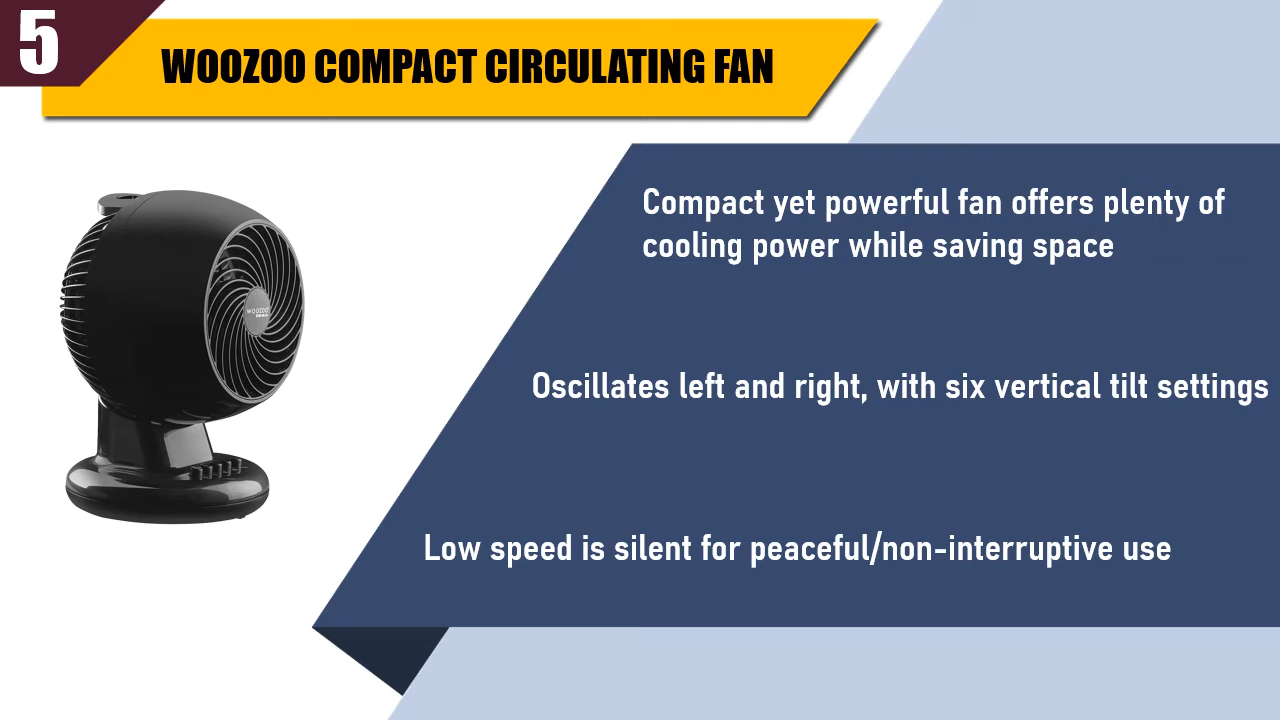 5
WOOZOO COMPACT CIRCULATING FAN
Compact yet powerful fan offers plenty of
cooling power while saving space
WOOZOO
Oscillates left and right, with six vertical tilt settings
Low speed is silent for peaceful/non-interruptive use